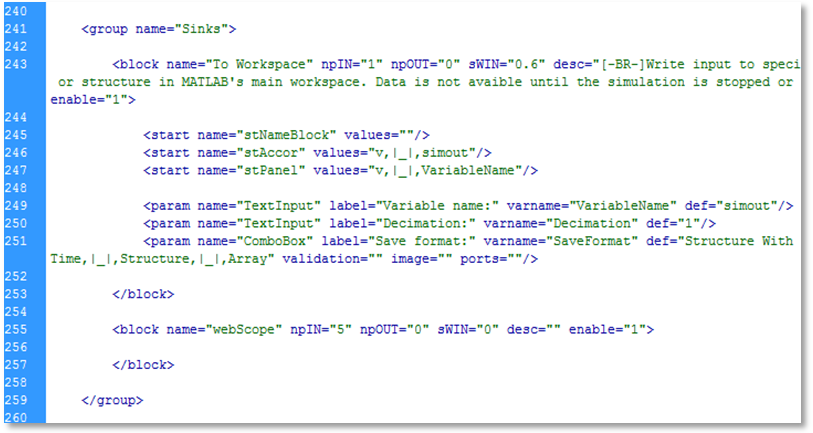 240
241 <group name="Sinks">
242
243 <block name="To Workspace" npIN="1" npOUT="0" sWIN="0.6" desc="[-BR-]Write input to speci
or structure in MATLAB's main workspace. Data is not avaible until the simulation is stopped or
enable="1">
244
245 <start name="stNameBlock" values=""/>
246 <start name="stAccor" values="v,|_|,simout"/>
247 <start name="stPanel" values="v,|_|,VariableName"/>
248
249 <param name="TextInput" label="Variable name:" varname="VariableName" def="simout"/>
250 <param name="TextInput" label="Decimation:" varname="Decimation" def="1"/>
251 <param name="ComboBox" label="Save format:" varname="SaveFormat" def="Structure With
Time,|_|,Structure,|_|,Array" validation="" image="" ports=""/>
252
253 </block>
254
255 <block name="webScope" npIN="5" npOUT="0" sWIN="0" desc="" enable="1">
256
257 </block>
258
259 </group>
260